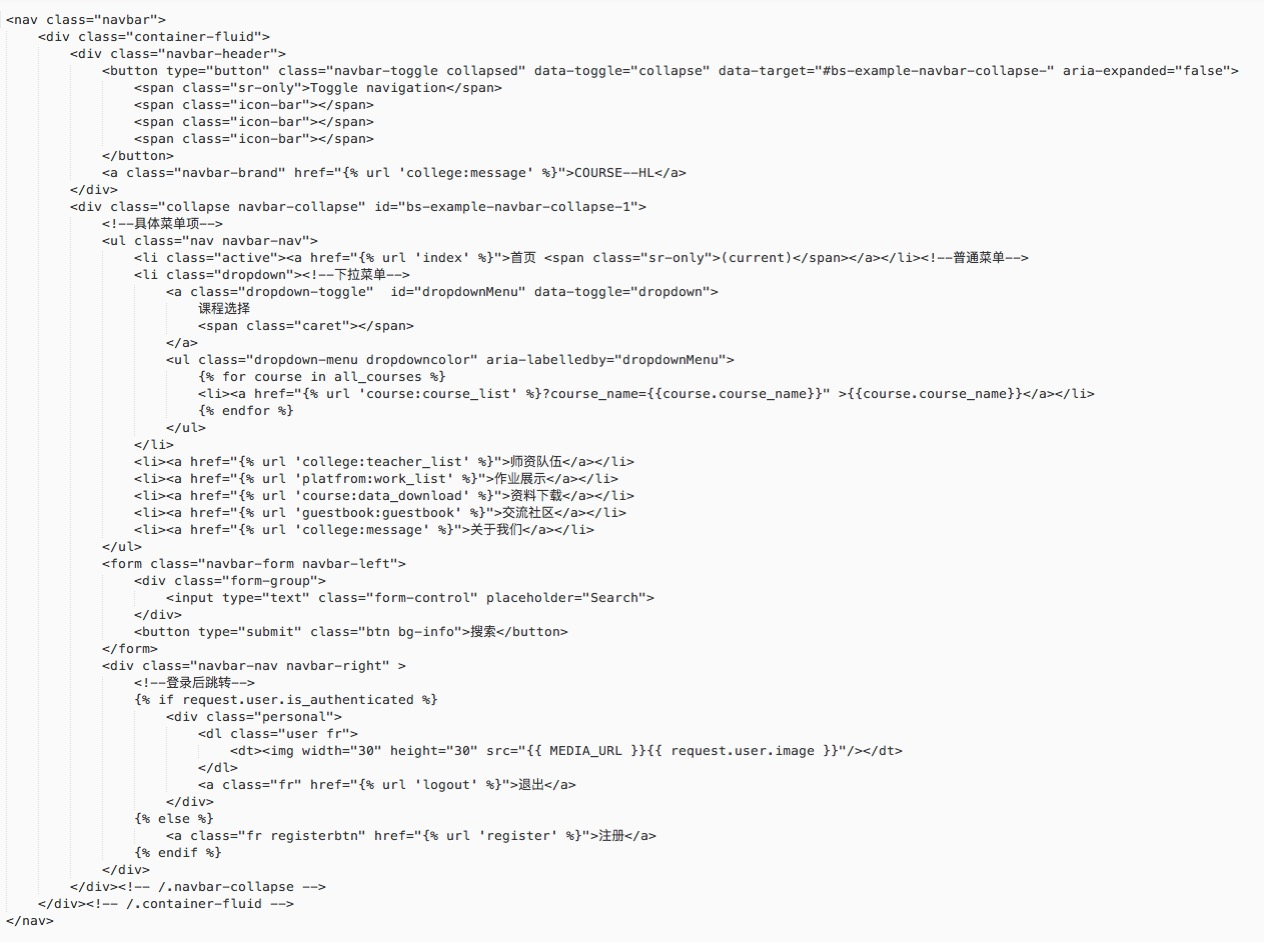 <nav class="navbar">
<div class="container-fluid">
<div class="navbar-header">
<button type="button" class="navbar-toggle collapsed" data-toggle="collapse" data-target="#bs-example-navbar-collapse-" aria-expanded="false">
<span class="sr-only">Toggle navigation</span>
<span class="icon-bar"></span>
<span class="icon-bar"></span>
<span class="icon-bar"></span>
</button>
<a class="navbar-brand" href="{% url 'college:message' %}">COURSE--HL</a>
</div>
<div class="collapse navbar-collapse" id="bs-example-navbar-collapse-1">
<!--具体菜单项-->
<ul class="nav navbar-nav">
<li class="active"><a href="{% url 'index' %}">首页 <span class="sr-only">(current)</span></a></li><!--普通菜单-->
<li class="dropdown"><!--下拉菜单-->
<a class="dropdown-toggle"  id="dropdownMenu" data-toggle="dropdown">
课程选择
<span class="caret"></span>
</a>
<ul class="dropdown-menu dropdowncolor" aria-labelledby="dropdownMenu">
{% for course in all_courses %}
<li><a href="{% url 'course:course_list' %}?course_name={{course.course_name}}" >{{course.course_name}}</a></li>
{% endfor %}
</ul>
</li>
<li><a href="{% url 'college:teacher_list' %}">师资队伍</a></li>
<li><a href="{% url 'platfrom:work_list' %}">作业展示</a></li>
<li><a href="{% url 'course:data_download' %}">资料下载</a></li>
<li><a href="{% url 'guestbook:guestbook' %}">交流社区</a></li>
<li><a href="{% url 'college:message' %}">关于我们</a></li>
</ul>
<form class="navbar-form navbar-left">
<div class="form-group">
<input type="text" class="form-control" placeholder="Search">
</div>
<button type="submit" class="btn bg-info">搜索</button>
</form>
<div class="navbar-nav navbar-right" >
<!--登录后跳转-->
{% if request.user.is_authenticated %}
<div class="personal">
<dl class="user fr">
<dt><img width="30" height="30" src="{{ MEDIA_URL }}{{ request.user.image }}"/></dt>
</dl>
<a class="fr" href="{% url 'logout' %}">退出</a>
</div>
{% else %}
<a class="fr registerbtn" href="{% url 'register' %}">注册</a>
{% endif %}
</div>
</div><!-- /.navbar-collapse -->
</div><!-- /.container-fluid -->
</nav>